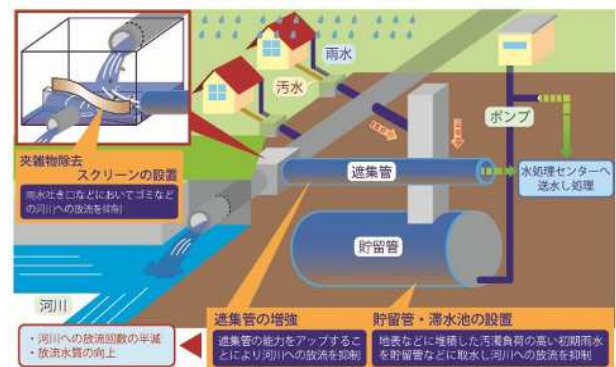 雨水
汚水
ポンプ
夾雑物除去
スクリーンの設置
雨水吐き口などにおいてゴミなど
の河川への放流を抑制
遮集管
水処理センターへ
送水し処理
貯留管
河川
・河川への放流回数の半減
・放流水質の向上
遮集管の増強
遮集管の能力をアップするこ
とにより河川への放流を抑制
貯留管・滞水池の設置
地表などに堆積した汚濁負荷の高い初期雨水
を貯留管などに取水し河川への放流を抑制